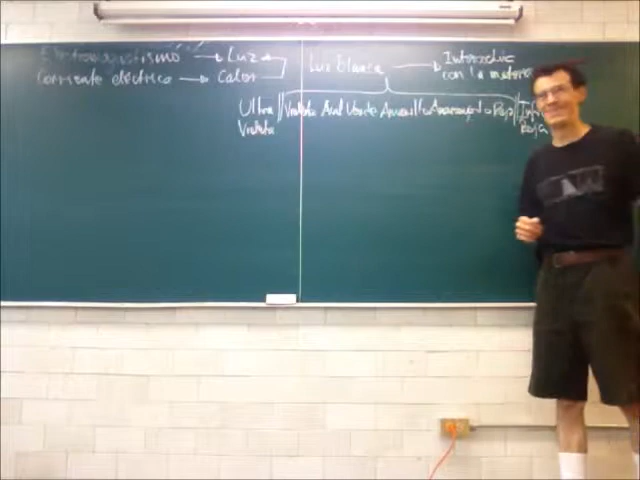 Electromagnetismo → Luz
Corriente eléctrica → Calor
Luz Blanca → Interacción
con la materia
Ultra Violeta Azul Verde Amarillo Anaranjado Rojo
Violeta Roja